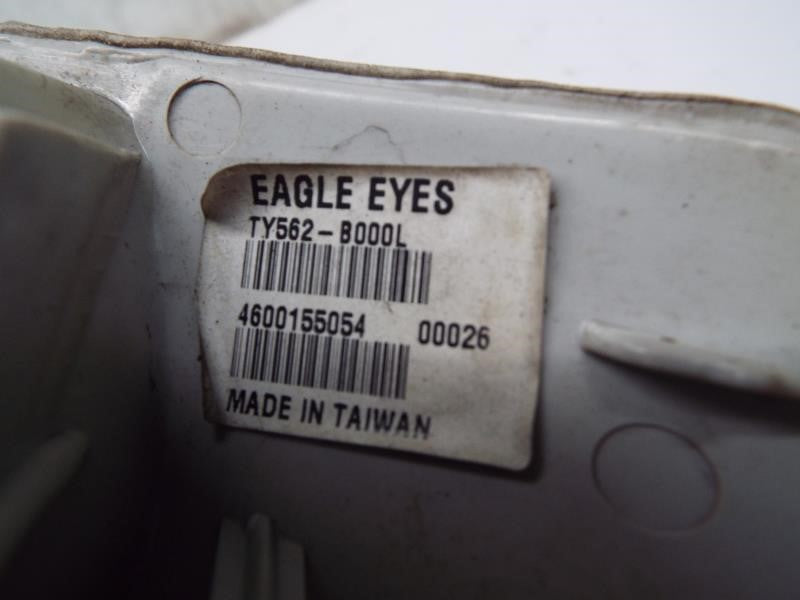 EAGLE EYES
TY562-B000L
4600155054 00026
MADE IN TAIWAN